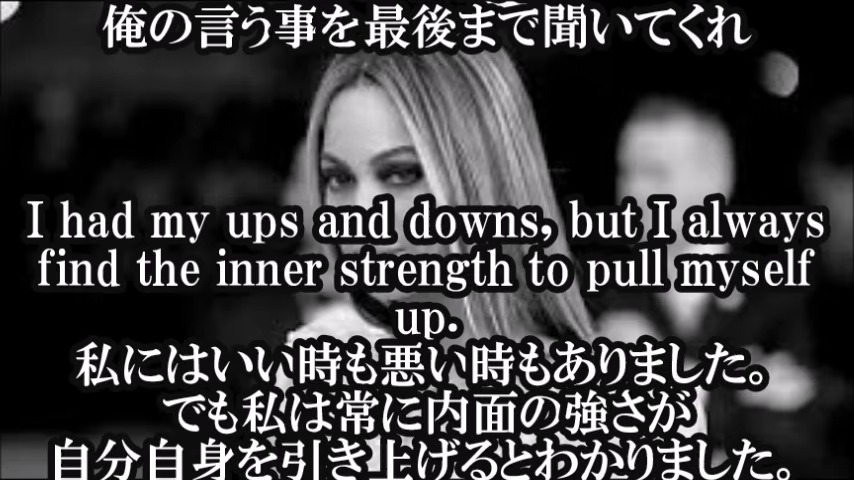 俺の言う事を最後まで聞いてくれ
I had my ups and downs, but I always
find the inner strength to pull myself
up.
私にはいい時も悪い時もありました。
でも私は常に内面の強さが
自分自身を引き上げるとわかりました。